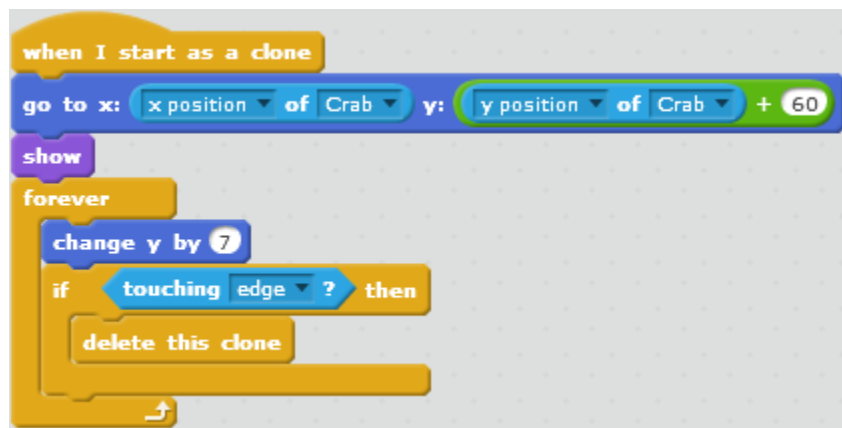 when I start as a clone
go to x: x position of Crab y: y position of Crab + 60
show
forever
change y by 7
if touching edge ? then
delete this clone